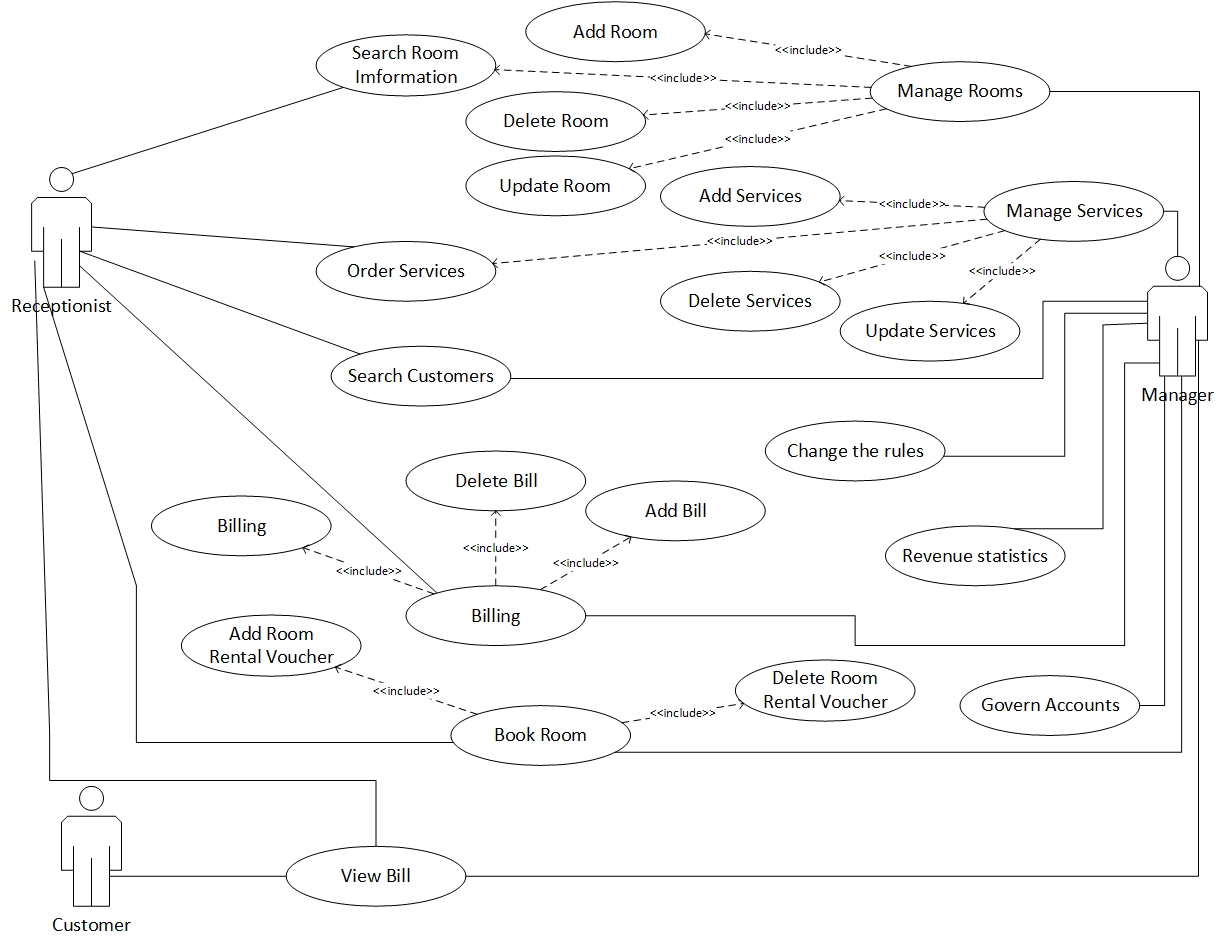 Add Room
<<include>>
Search Room
Imformation
<<include>>
Manage Rooms
Delete Room
<<include>>
<<include>>
Update Room
Add Services
<<include>>
Manage Services
<<include>>
Order Services
<<include>>
<<include>>
Delete Services
Update Services
Receptionist
Search Customers
Manager
Change the rules
Delete Bill
Add Bill
Billing
<<include>>
<<include>>
<<include>>
Revenue statistics
Billing
Add Room
Rental Voucher
<<include>>
Delete Room
Rental Voucher
<<include>>
Govern Accounts
Book Room
View Bill
Customer